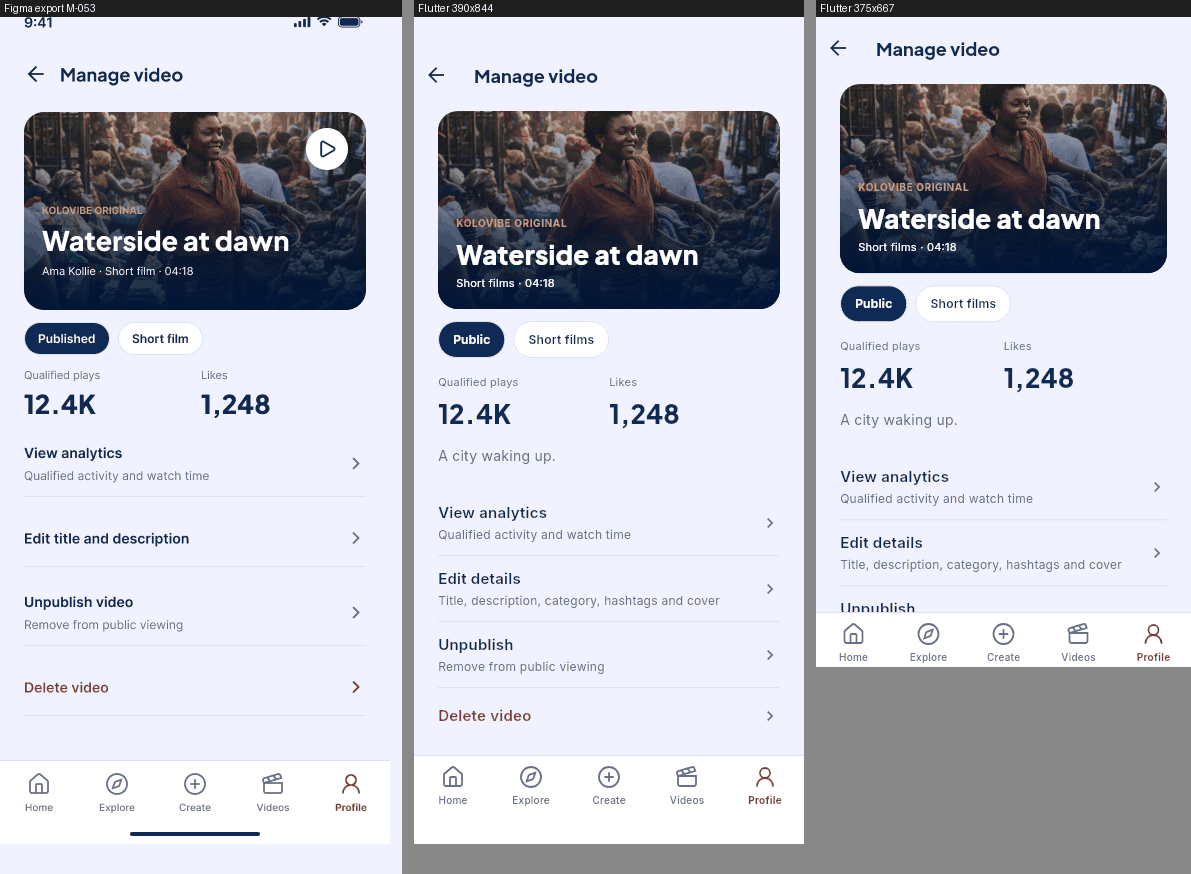 Figma export M-053
9:41
Manage video
KOLOVIBE ORIGINAL
Waterside at dawn
Ama Kollie · Short film · 04:18
Published
Short film
Qualified plays
Likes
12.4K
1,248
View analytics
Qualified activity and watch time
Edit title and description
Unpublish video
Remove from public viewing
Delete video
Home
Explore
Create
Videos
Profile
Flutter 390x844
Manage video
KOLOVIBE ORIGINAL
Waterside at dawn
Short films · 04:18
Public
Short films
Qualified plays
Likes
12.4K
1,248
A city waking up.
View analytics
Qualified activity and watch time
Edit details
Title, description, category, hashtags and cover
Unpublish
Remove from public viewing
Delete video
Home
Explore
Create
Videos
Profile
Flutter 375x667
Manage video
KOLOVIBE ORIGINAL
Waterside at dawn
Short films · 04:18
Public
Short films
Qualified plays
Likes
12.4K
1,248
A city waking up.
View analytics
Qualified activity and watch time
Edit details
Title, description, category, hashtags and cover
Unpublish
Home
Explore
Create
Videos
Profile